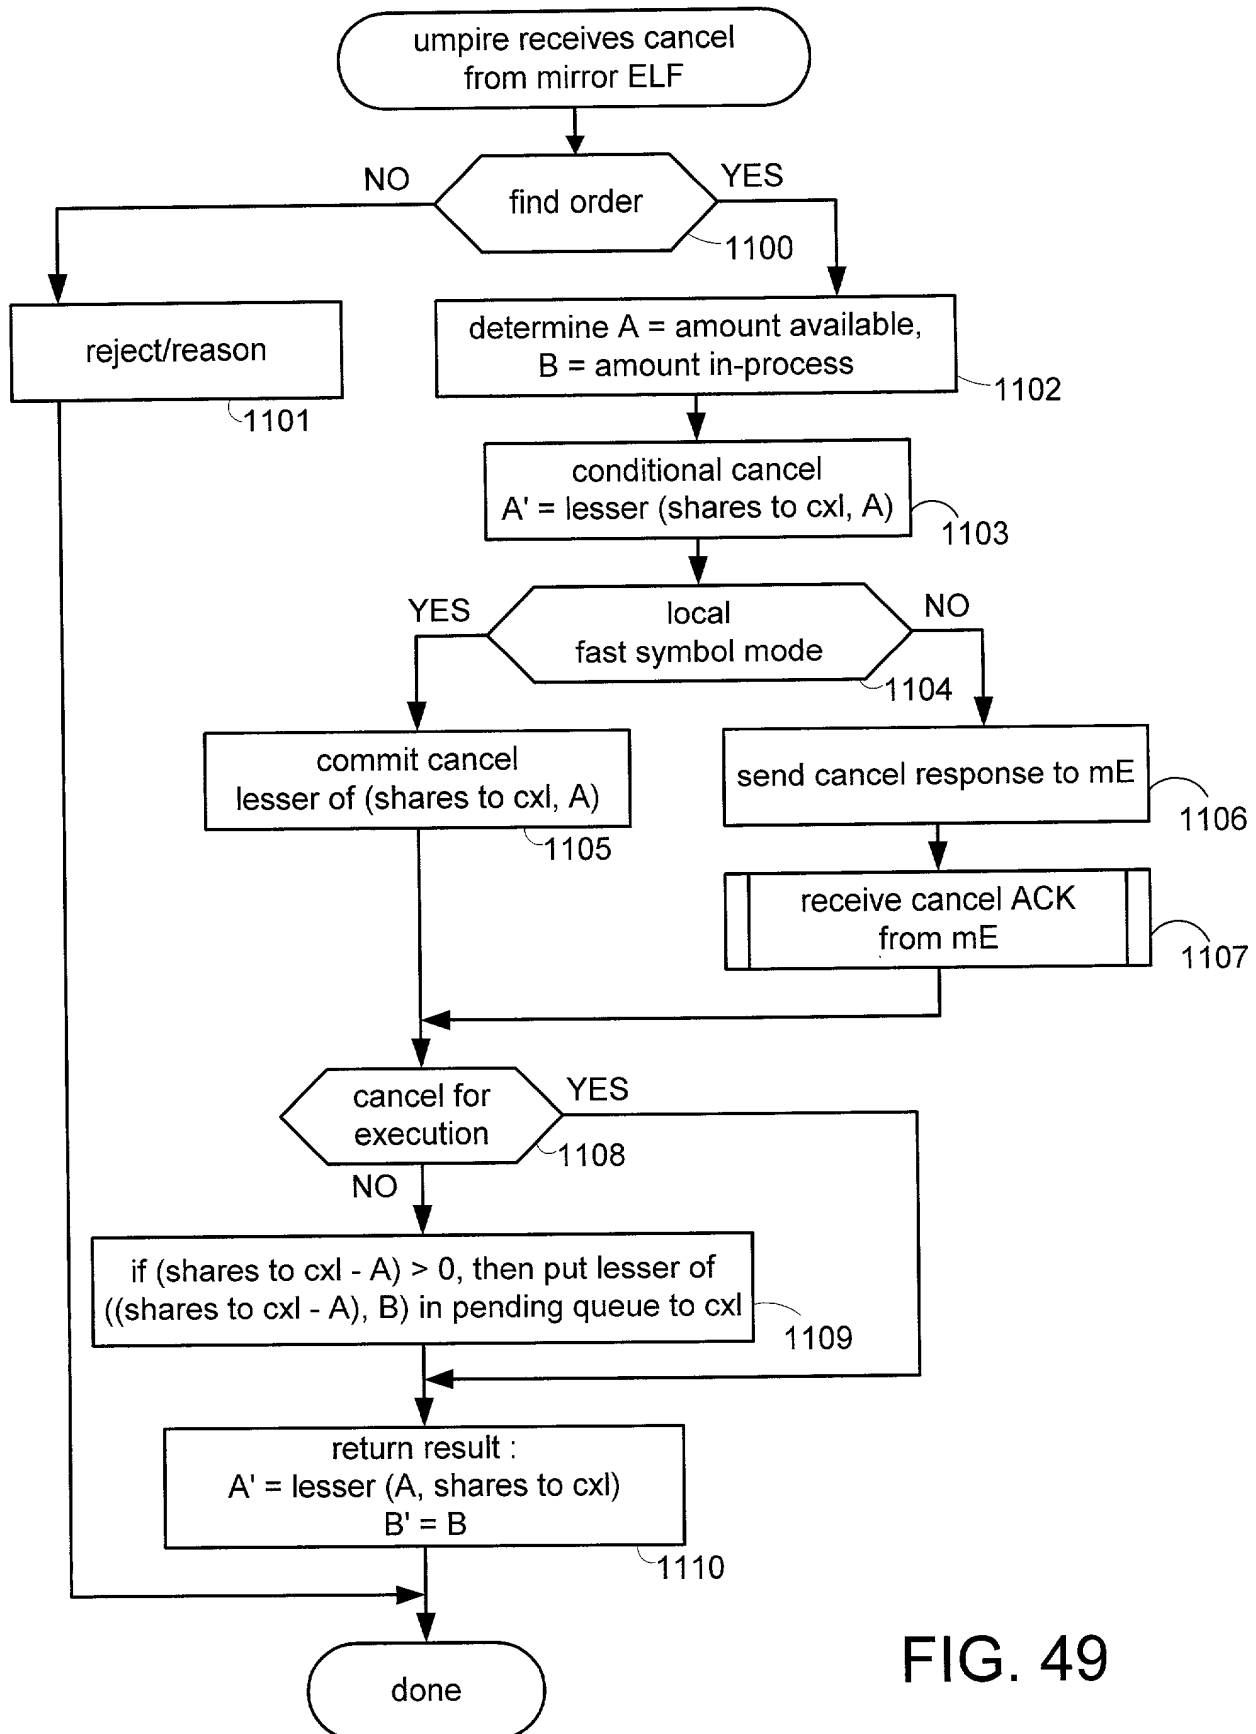 umpire receives cancel
from mirror ELF
NO
YES
find order
1100
reject/reason
1101
determine A = amount available,
B = amount in-process
1102
conditional cancel
A' = lesser (shares to cxl, A)
1103
YES
local
fast symbol mode
NO
1104
commit cancel
lesser of (shares to cxl, A)
1105
send cancel response to mE
1106
receive cancel ACK
from mE
1107
cancel for
execution
YES
1108
NO
if (shares to cxl - A) > 0, then put lesser of
((shares to cxl - A), B) in pending queue to cxl
1109
return result :
A' = lesser (A, shares to cxl)
B' = B
1110
done
FIG. 49